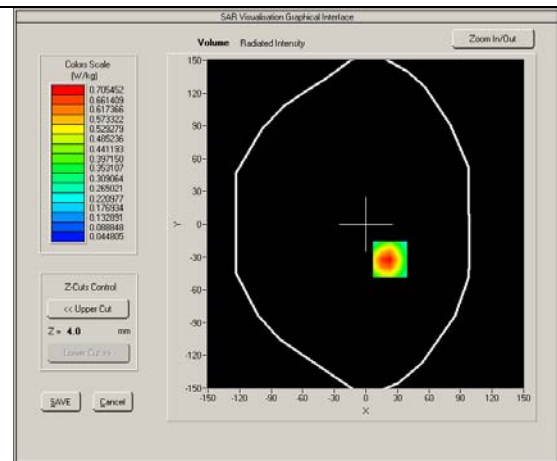 SAR Visualisation Graphical Interface
Volume Radiated Intensity
Zoom In/Out
Colors Scale
(W/kg)
0.705452
0.661409
0.617366
0.573322
0.529279
0.485236
0.441193
0.397150
0.353107
0.309064
0.265021
0.220977
0.176934
0.132891
0.088848
0.044805
Z-Cuts Control
<< Upper Cut
Z = 4.0 mm
Lower Cut >>
SAVE Cancel
150
120
90
60
30
0
-30
-60
-90
-120
-150
Y
-150 -120 -90 -60 -30 0 30 60 90 120 150
X